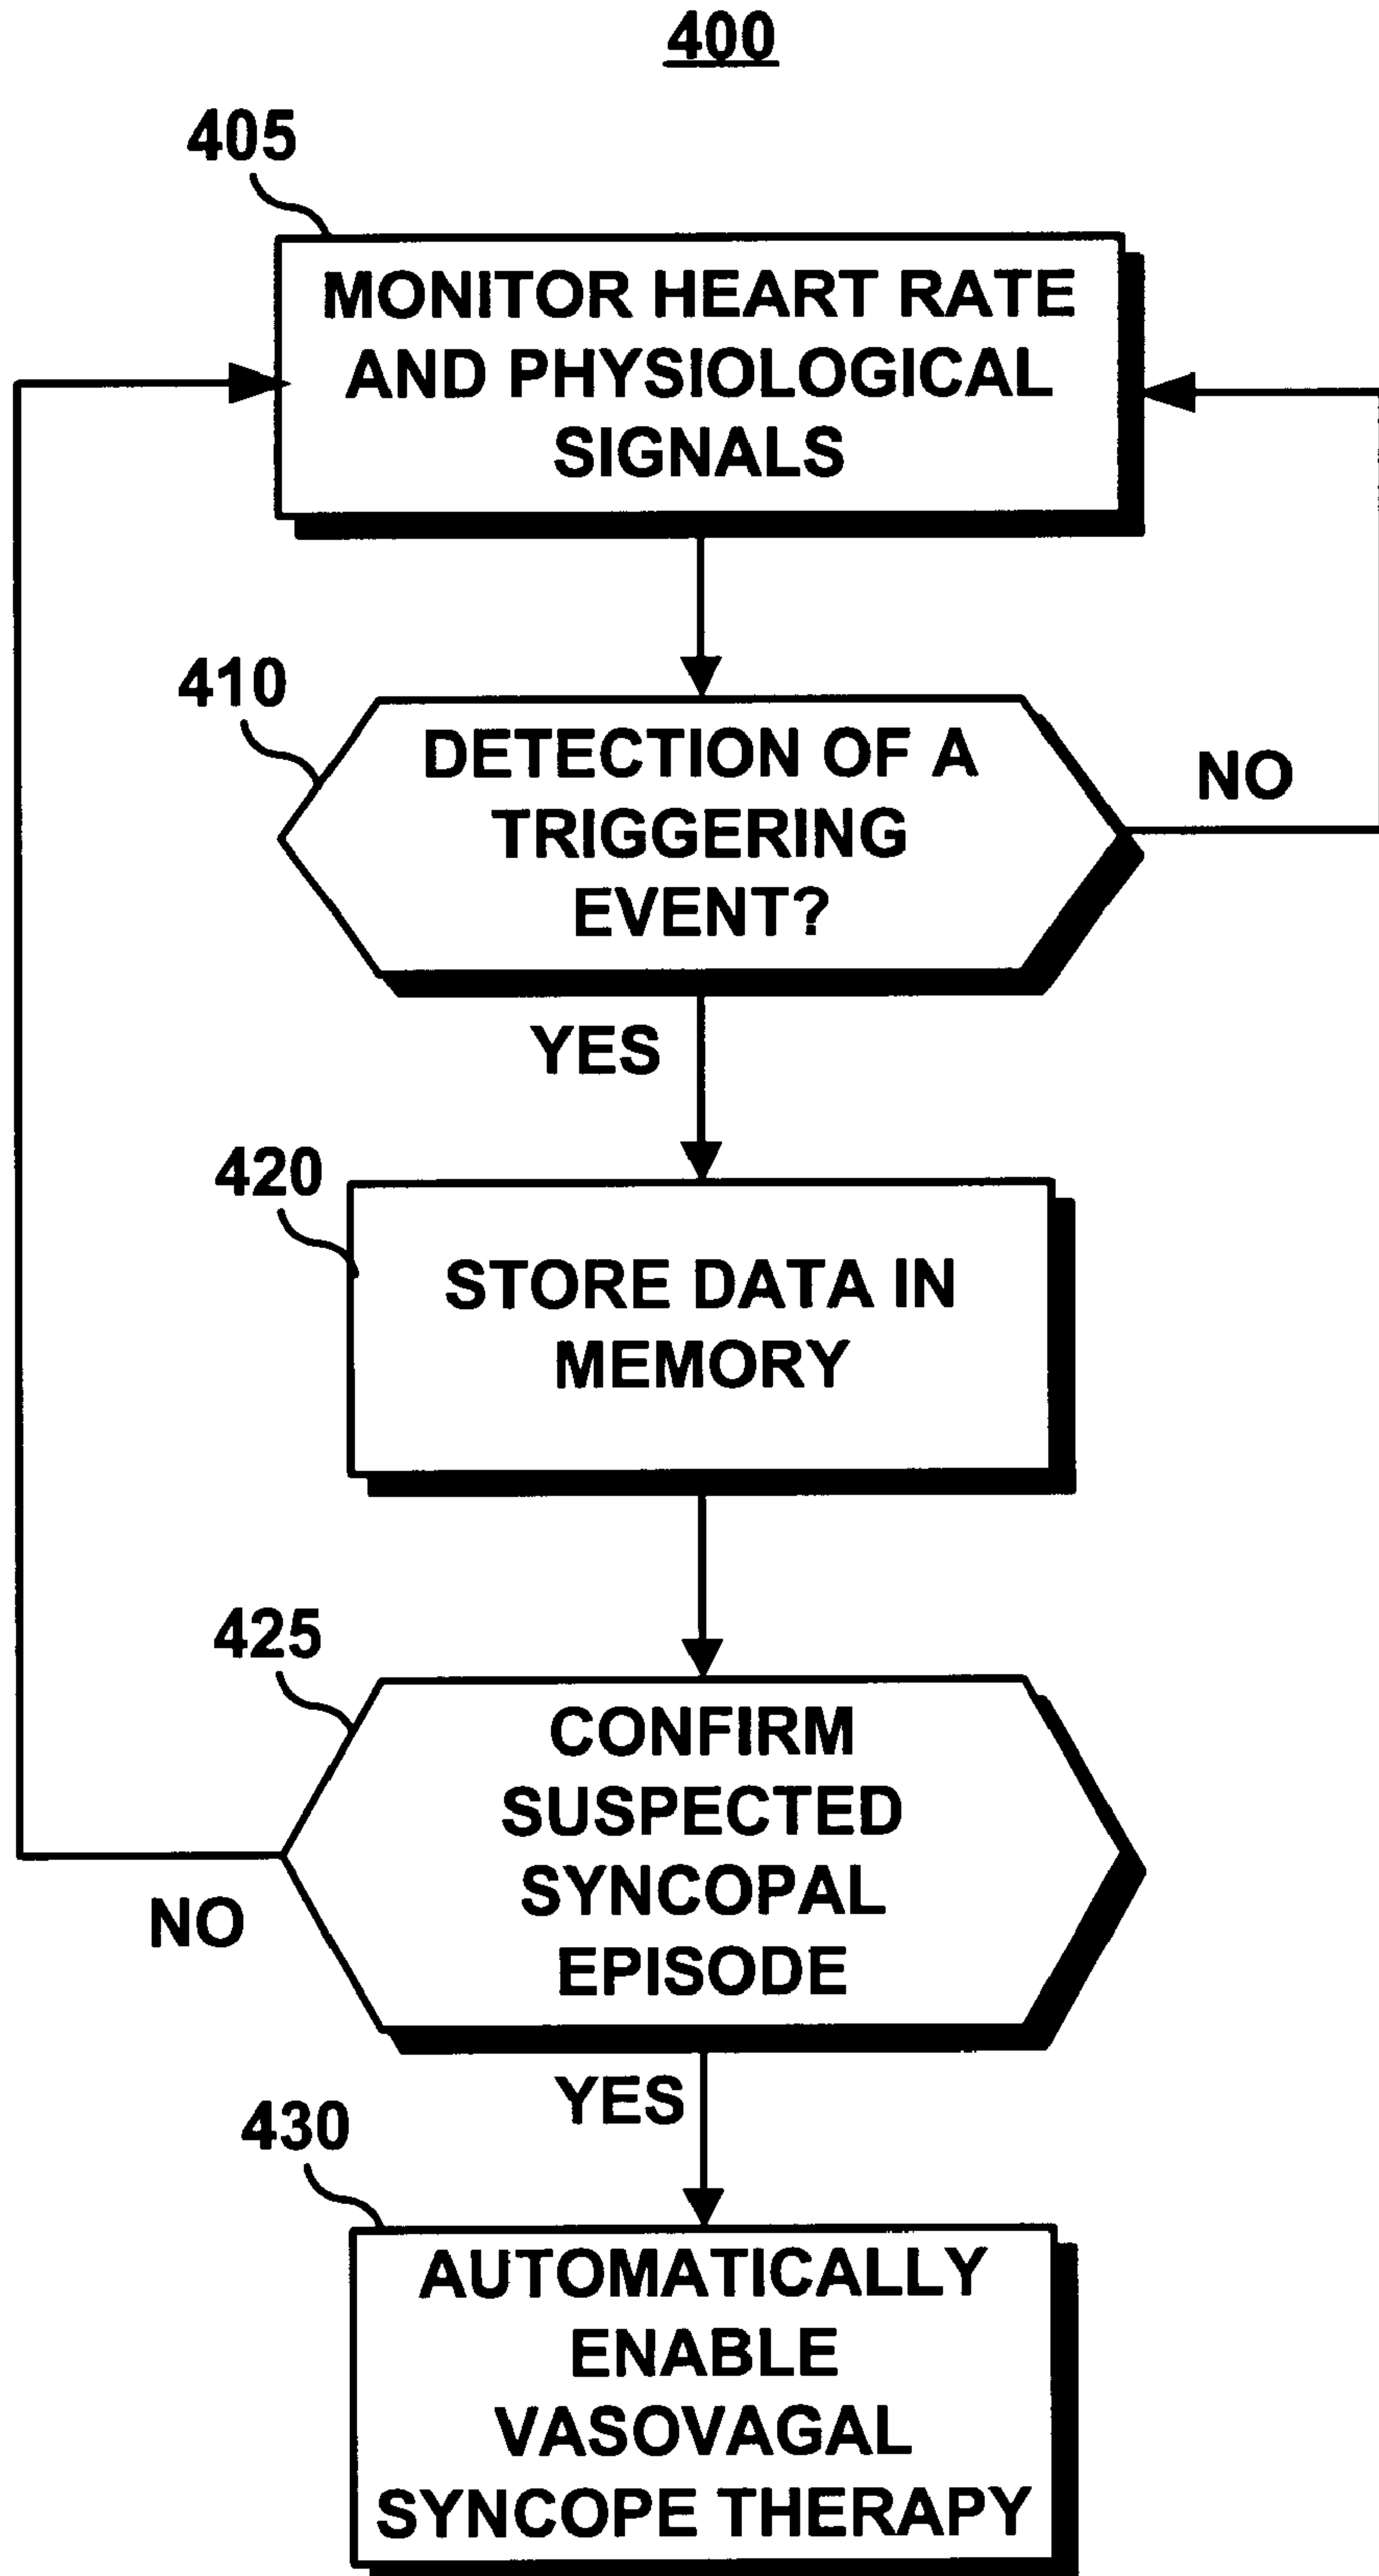 400
405
MONITOR HEART RATE
AND PHYSIOLOGICAL
SIGNALS
410
DETECTION OF A
TRIGGERING
EVENT?
NO
YES
420
STORE DATA IN
MEMORY
425
CONFIRM
SUSPECTED
SYNCOPAL
EPISODE
NO
YES
430
AUTOMATICALLY
ENABLE
VASOVAGAL
SYNCOPE THERAPY